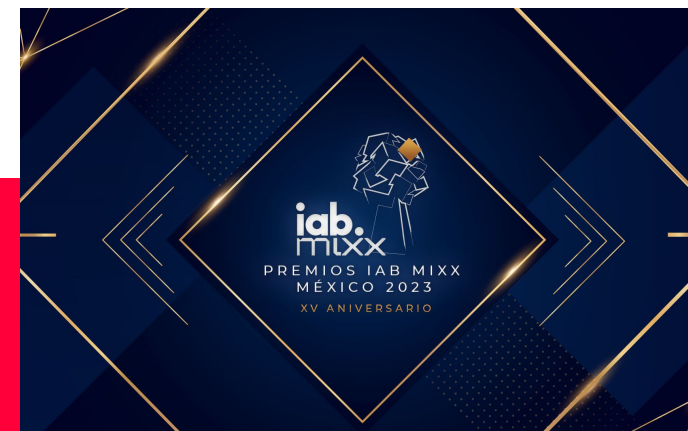 iab.
mixx
PREMIOS IAB MIXX
MÉXICO 2023
XV ANIVERSARIO